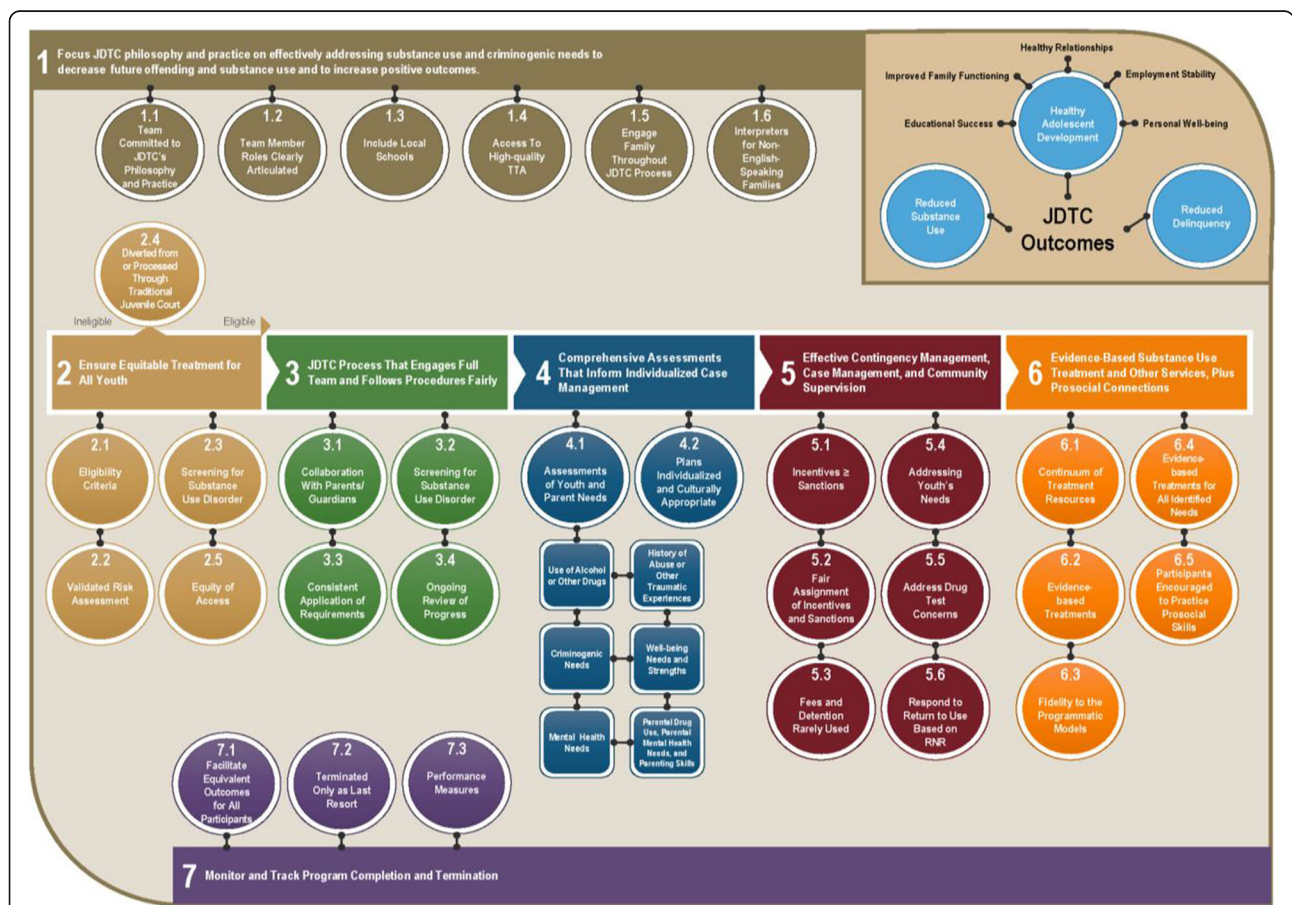 1
Focus JDTC philosophy and practice on effectively addressing substance use and criminogenic needs to
decrease future offending and substance use and to increase positive outcomes.
1.1
Team
Committed to
JDTC's
Philosophy
and Practice
1.2
Team Member
Roles Clearly
Articulated
1.3
Include Local
Schools
1.4
Access To
High-quality
TTA
1.5
Engage
Family
Throughout
JDTC Process
1.6
Interpreters
for Non-
English-
Speaking
Families
Healthy Relationships
Improved Family Functioning
Employment Stability
Educational Success
Healthy
Adolescent
Development
Personal Well-being
Reduced
Substance
Use
JDTC
Outcomes
Reduced
Delinquency
2.4
Diverted from
or Processed
Through
Traditional
Juvenile Court
Ineligible
Eligible
2
Ensure Equitable Treatment for
All Youth
3
JDTC Process That Engages Full
Team and Follows Procedures Fairly
4
Comprehensive Assessments
That Inform Individualized Case
Management
5
Effective Contingency Management,
Case Management, and Community
Supervision
6
Evidence-Based Substance Use
Treatment and Other Services, Plus
Prosocial Connections
2.1
Eligibility
Criteria
2.3
Screening for
Substance
Use Disorder
2.2
Validated Risk
Assessment
2.5
Equity of
Access
3.1
Collaboration
With Parents/
Guardians
3.2
Screening for
Substance
Use Disorder
3.3
Consistent
Application of
Requirements
3.4
Ongoing
Review of
Progress
4.1
Assessments
of Youth and
Parent Needs
4.2
Plans
Individualized
and Culturally
Appropriate
Use of Alcohol
or Other Drugs
History of
Abuse or
Other
Traumatic
Experiences
Criminogenic
Needs
Well-being
Needs and
Strengths
Mental Health
Needs
Parental Drug
Use, Parental
Mental Health
Needs, and
Parenting Skills
5.1
Incentives ≥
Sanctions
5.4
Addressing
Youth's
Needs
5.2
Fair
Assignment
of Incentives
and Sanctions
5.5
Address Drug
Test
Concerns
5.3
Fees and
Detention
Rarely Used
5.6
Respond to
Return to Use
Based on
RNR
6.1
Continuum of
Treatment
Resources
6.4
Evidence-
based
Treatments for
All Identified
Needs
6.2
Evidence-
based
Treatments
6.5
Participants
Encouraged
to Practice
Prosocial
Skills
6.3
Fidelity to the
Programmatic
Models
7.1
Facilitate
Equivalent
Outcomes
for All
Participants
7.2
Terminated
Only as Last
Resort
7.3
Performance
Measures
7
Monitor and Track Program Completion and Termination